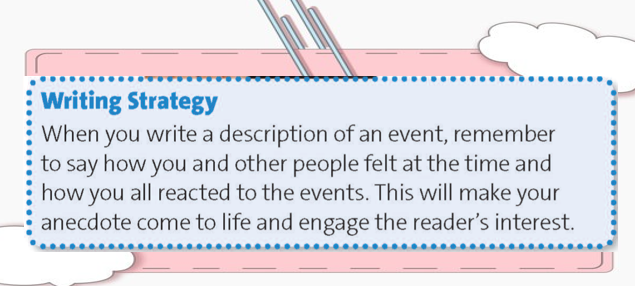 Writing Strategy
When you write a description of an event, remember
to say how you and other people felt at the time and
how you all reacted to the events. This will make your
anecdote come to life and engage the reader’s interest.